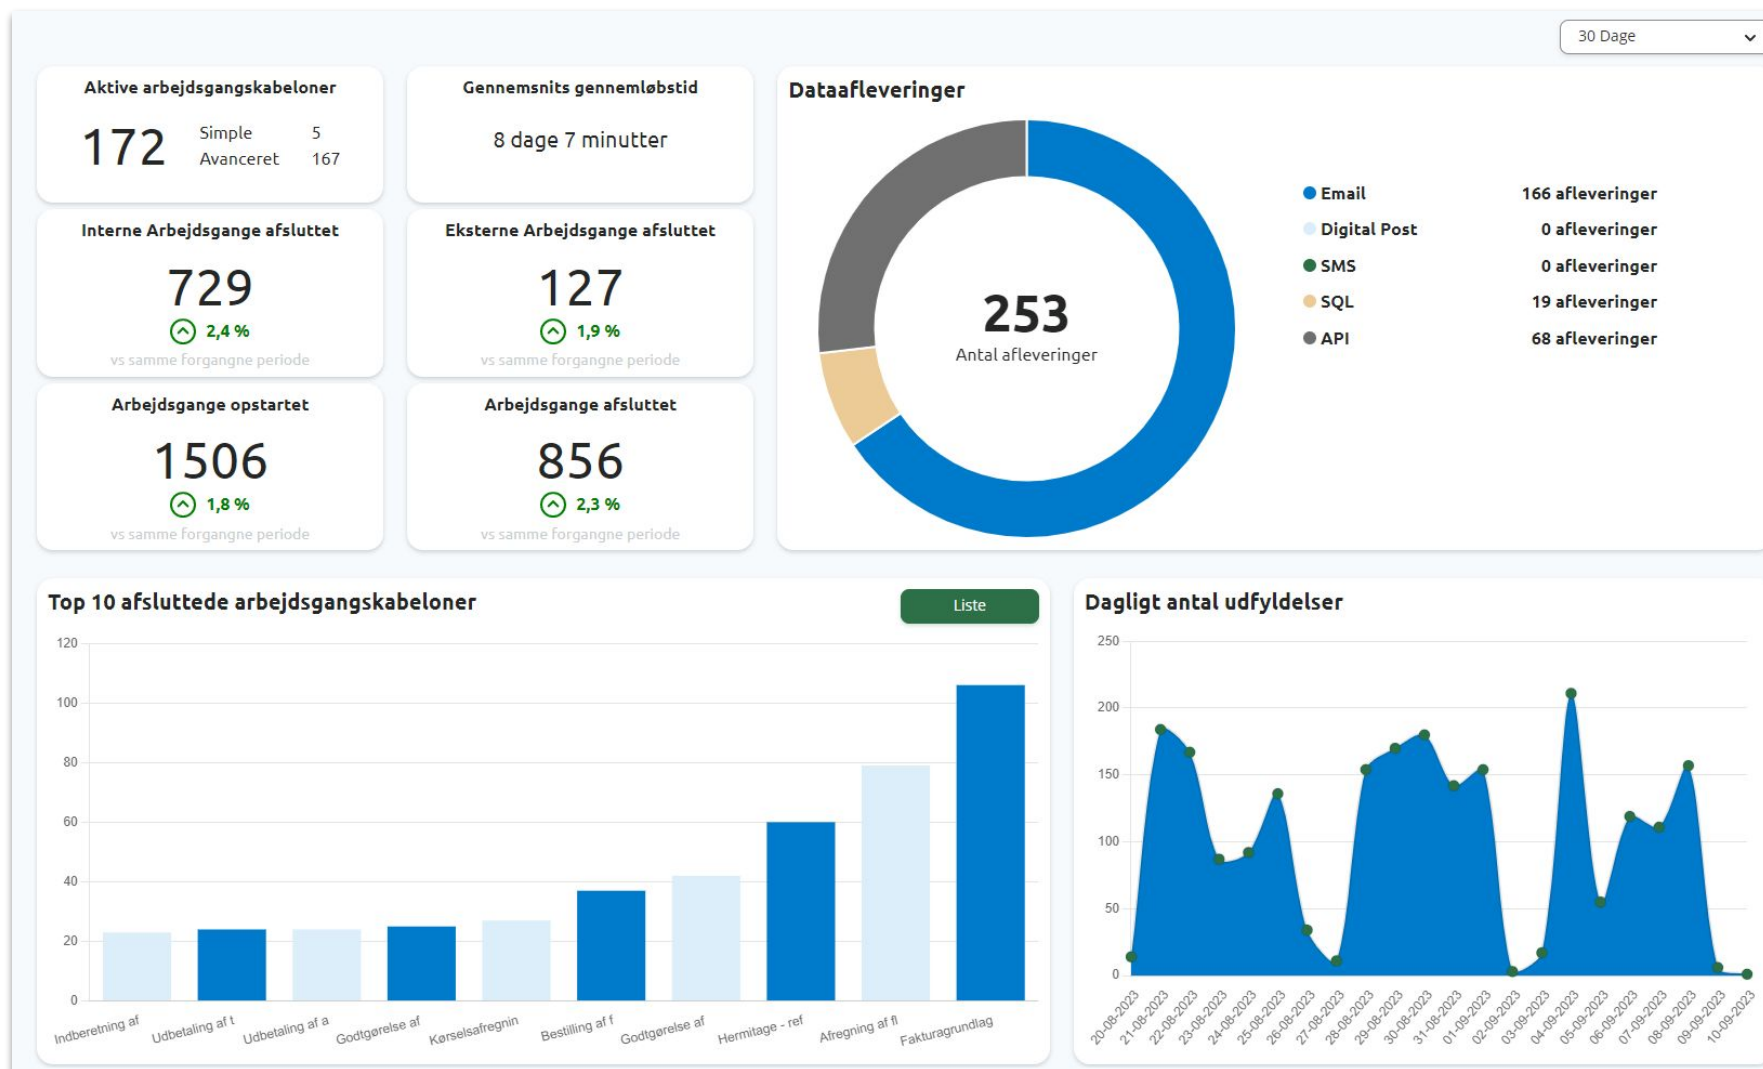 30 Dage
Aktive arbejdsgangskabeloner
172
Simple 5
Avanceret 167
Gennemsnits gennemløbstid
8 dage 7 minutter
Interne Arbejdsgange afsluttet
729
2,4 %
vs samme forgangne periode
Eksterne Arbejdsgange afsluttet
127
1,9 %
vs samme forgangne periode
Arbejdsgange opstartet
1506
1,8 %
vs samme forgangne periode
Arbejdsgange afsluttet
856
2,3 %
vs samme forgangne periode
Dataafleveringer
253
Antal afleveringer
Email 166 afleveringer
Digital Post 0 afleveringer
SMS 0 afleveringer
SQL 19 afleveringer
API 68 afleveringer
Top 10 afsluttede arbejdsgangskabeloner
Liste
120
100
80
60
40
20
0
Indberetning af
Udbetaling af t
Udbetaling af a
Godtgørelse af
Kørselsafregnin
Bestilling af f
Godtgørelse af
Hermitage - ref
Afregning af fl
Fakturagrundlag
Dagligt antal udfyldelser
250
200
150
100
50
0
20-08-2023
21-08-2023
22-08-2023
23-08-2023
24-08-2023
25-08-2023
26-08-2023
27-08-2023
28-08-2023
29-08-2023
30-08-2023
31-08-2023
01-09-2023
02-09-2023
03-09-2023
04-09-2023
05-09-2023
06-09-2023
07-09-2023
08-09-2023
09-09-2023
10-09-2023